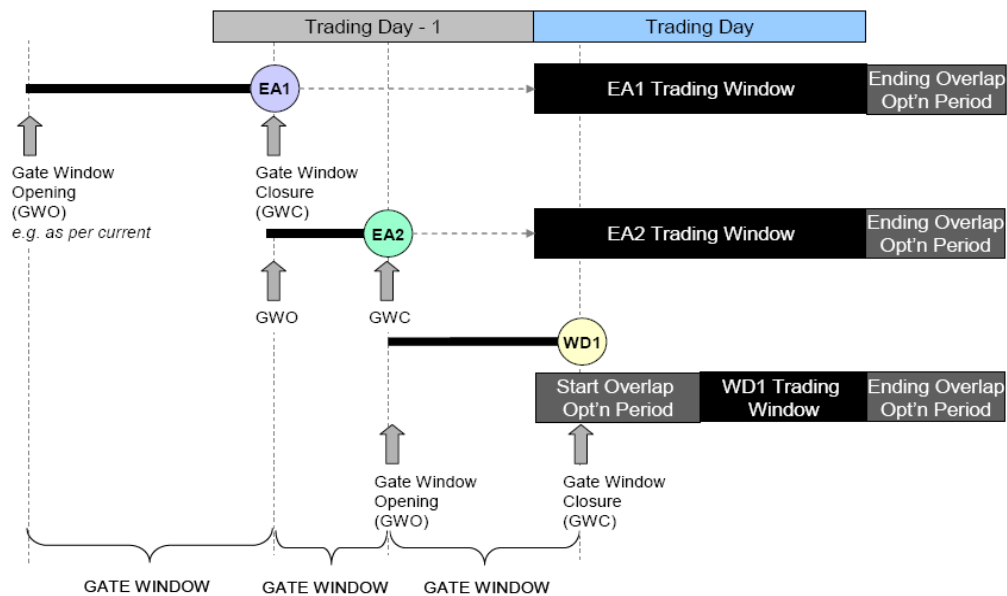 Trading Day - 1
Trading Day
EA1
EA1 Trading Window
Ending Overlap
Opt'n Period
Gate Window
Opening
(GWO)
e.g. as per current
Gate Window
Closure
(GWC)
EA2
EA2 Trading Window
Ending Overlap
Opt'n Period
GWO
GWC
WD1
Start Overlap
Opt'n Period
WD1 Trading
Window
Ending Overlap
Opt'n Period
Gate Window
Opening
(GWO)
Gate Window
Closure
(GWC)
GATE WINDOW
GATE WINDOW
GATE WINDOW